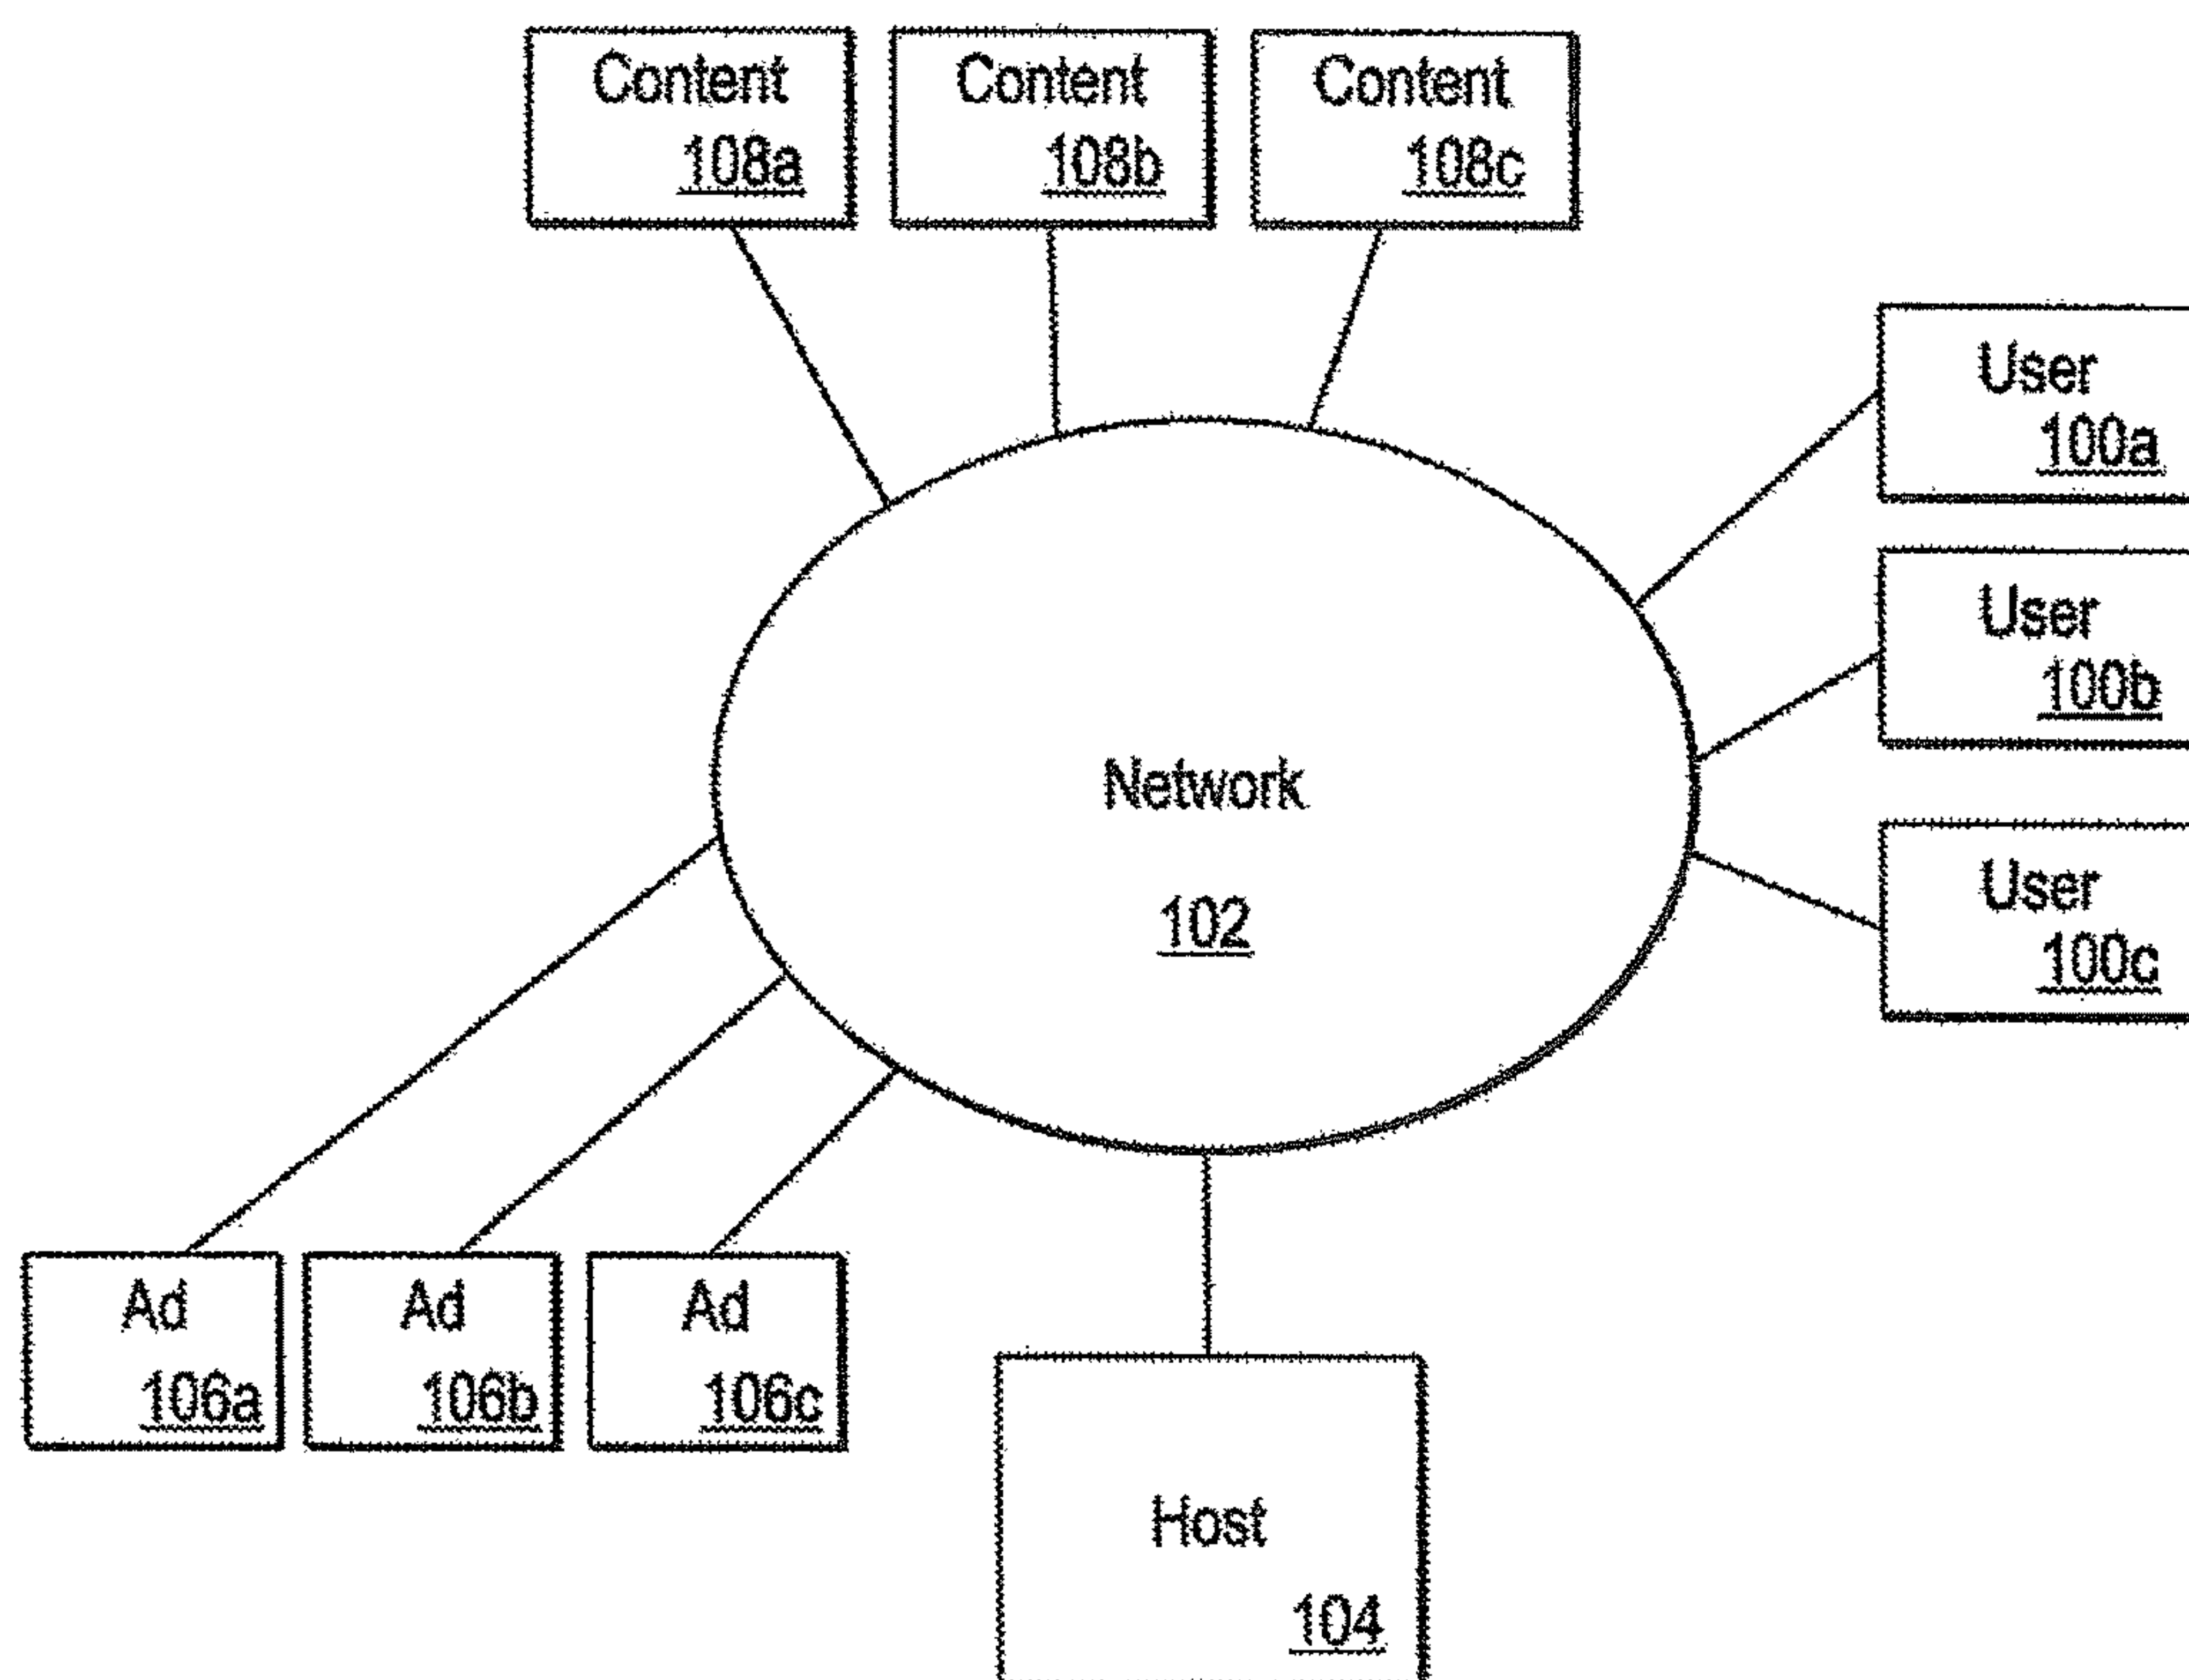 Content
108a
Content
108b
Content
108c
User
100a
User
100b
User
100c
Network
102
Ad
106a
Ad
106b
Ad
106c
Host
104